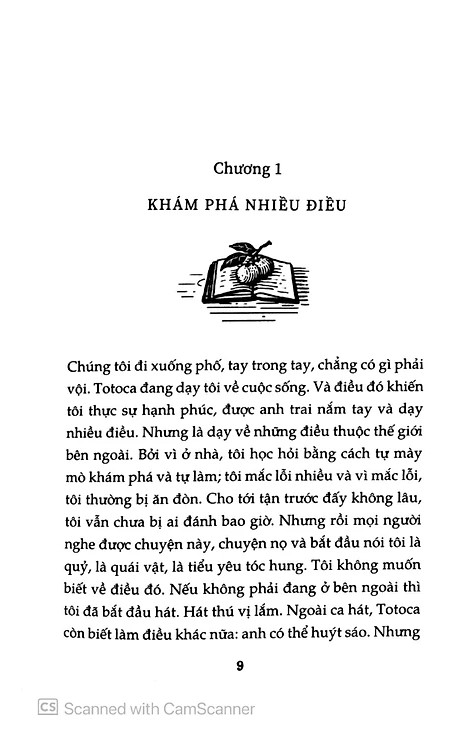 Chương 1
KHÁM PHÁ NHIỀU ĐIỀU
Chúng tôi đi xuống phố, tay trong tay, chẳng có gì phải
vội. Totoca đang dạy tôi về cuộc sống. Và điều đó khiến
tôi thực sự hạnh phúc, được anh trai nắm tay và dạy
nhiều điều. Nhưng là dạy về những điều thuộc thế giới
bên ngoài. Bởi vì ở nhà, tôi học hỏi bằng cách tự mày
mò khám phá và tự làm; tôi mắc lỗi nhiều và vì mắc lỗi,
tôi thường bị ăn đòn. Cho tới tận trước đấy không lâu,
tôi vẫn chưa bị ai đánh bao giờ. Nhưng rồi mọi người
nghe được chuyện này, chuyện nọ và bắt đầu nói tôi là
quỷ, là quái vật, là tiểu yêu tóc hung. Tôi không muốn
biết về điều đó. Nếu không phải đang ở bên ngoài thì
tôi đã bắt đầu hát. Hát thú vị lắm. Ngoài ca hát, Totoca
còn biết làm điều khác nữa: anh có thể huýt sáo. Nhưng
9
CS Scanned with CamScanner